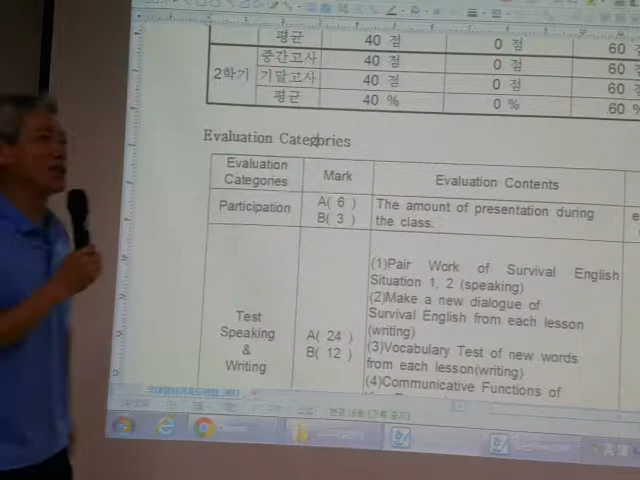 평균 40 점 0 점 60 점
2학기 중간고사 40 점 0 점 60
기말고사 40 점 0 점 60
평균 40 % 0 % 60
Evaluation Categories
Evaluation Categories Mark Evaluation Contents
Participation A( 6 ) B( 3 ) The amount of presentation during
the class.
Test
Speaking
&
Writing
A( 24 )
B( 12 )
(1)Pair Work of Survival English
Situation 1, 2 (speaking)
(2)Make a new dialogue of
Survival English from each lesson
(writing)
(3)Vocabulary Test of new words
from each lesson(writing)
(4)Communicative Functions of